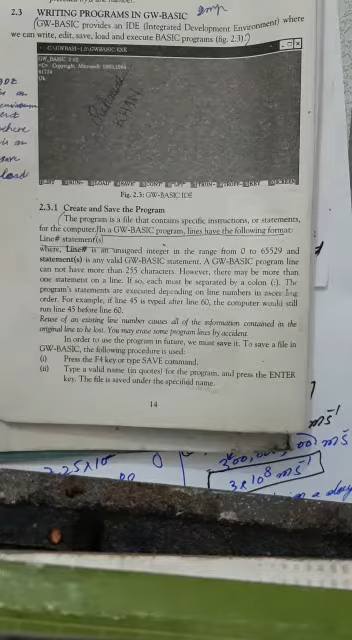 2.3 WRITING PROGRAMS IN GW-BASIC
imp
(GW-BASIC provides an IDE (Integrated Development Environment) where
we can write, edit, save, load and execute BASIC programs (fig. 2.3).)
GW_BASIC
Ok
Fig. 2.3: GW-BASIC IDE
where
load
2.3.1 Create and Save the Program
(The program is a file that contains specific instructions, or statements,
for the computer.)In a GW-BASIC program, lines have the following format:
Line# statement(s)
where, Line# is an unsigned integer in the range from 0 to 65529 and
statement(s) is any valid GW-BASIC statement. A GW-BASIC program line
can not have more than 255 characters. However, there may be more than
one statement on a line. If so, each must be separated by a colon (:). The
program's statements are executed depending on line numbers in ascending
order. For example, if line 45 is typed after line 60, the computer would still
run line 45 before line 60.
Reuse of an existing line number causes all of the information contained in the
original line to be lost. You may erase some program lines by accident.
In order to use the program in future, we must save it. To save a file in
GW-BASIC, the following procedure is used:
(i) Press the F4 key or type SAVE command.
(ii) Type a valid name (in quotes) for the program, and press the ENTER
key. The file is saved under the specified name.
14
3×10⁸ ms⁻¹
in a day